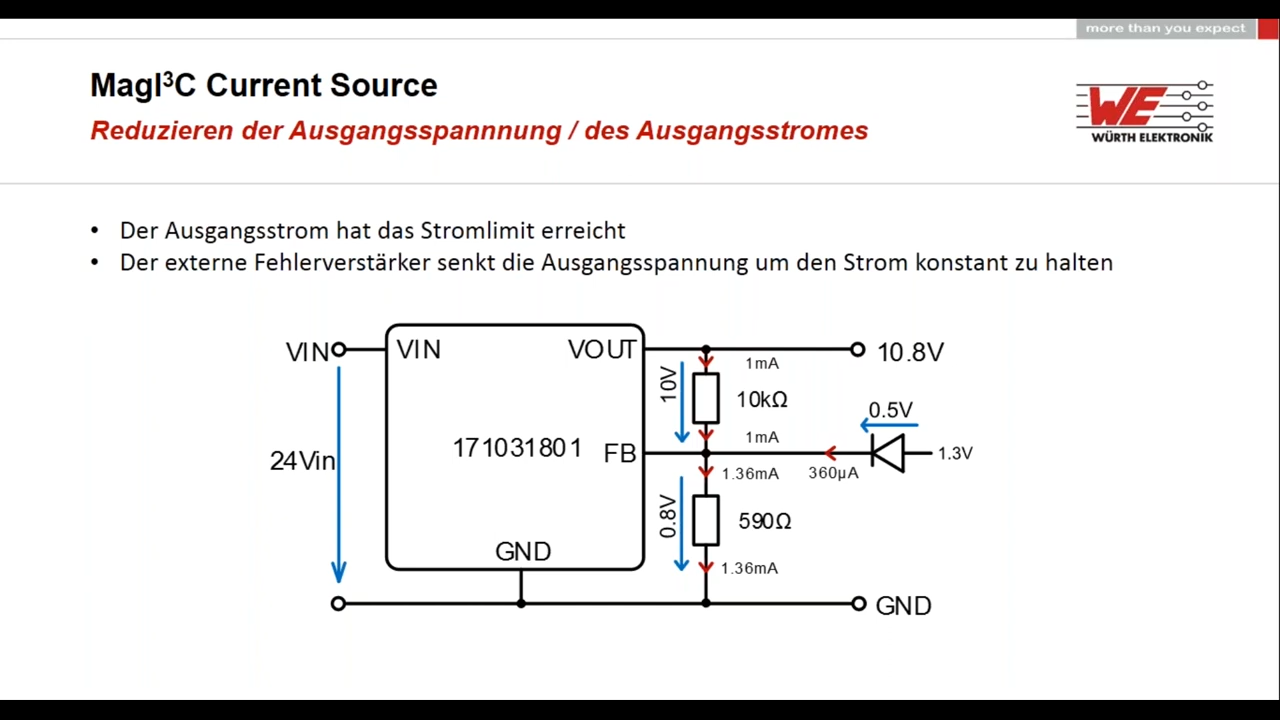 more than you expect
MagI³C Current Source
Reduzieren der Ausgangsspannnung / des Ausgangsstromes
WE
WÜRTH ELEKTRONIK
• Der Ausgangsstrom hat das Stromlimit erreicht
• Der externe Fehlerverstärker senkt die Ausgangsspannung um den Strom konstant zu halten
VIN
VIN
VOUT
10.8V
1mA
10V
10kΩ
0.5V
1mA
24Vin
171031801
FB
1.3V
1.36mA
360µA
0.8V
590Ω
GND
1.36mA
GND